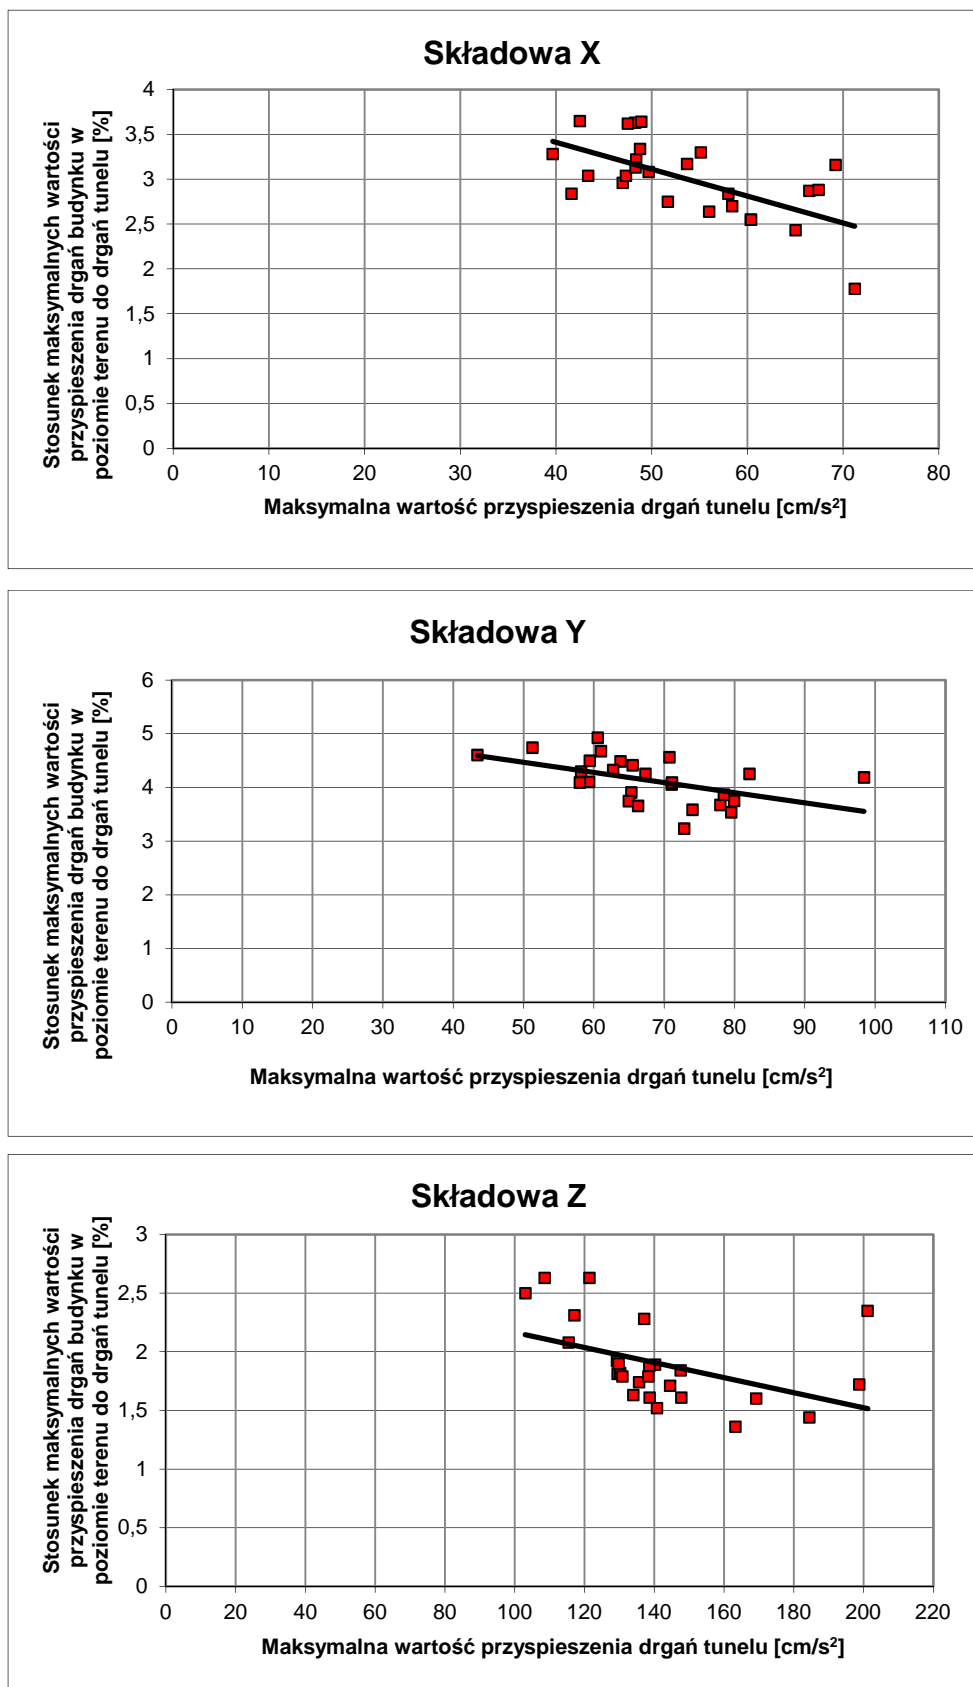 Składowa X
Stosunek maksymalnych wartości
przyspieszenia drgań budynku w
poziomie terenu do drgań tunelu [%]
4
3,5
3
2,5
2
1,5
1
0,5
0
0 10 20 30 40 50 60 70 80
Maksymalna wartość przyspieszenia drgań tunelu [cm/s²]
Składowa Y
Stosunek maksymalnych wartości
przyspieszenia drgań budynku w
poziomie terenu do drgań tunelu [%]
6
5
4
3
2
1
0
0 10 20 30 40 50 60 70 80 90 100 110
Maksymalna wartość przyspieszenia drgań tunelu [cm/s²]
Składowa Z
Stosunek maksymalnych wartości
przyspieszenia drgań budynku w
poziomie terenu do drgań tunelu [%]
3
2,5
2
1,5
1
0,5
0
0 20 40 60 80 100 120 140 160 180 200 220
Maksymalna wartość przyspieszenia drgań tunelu [cm/s²]